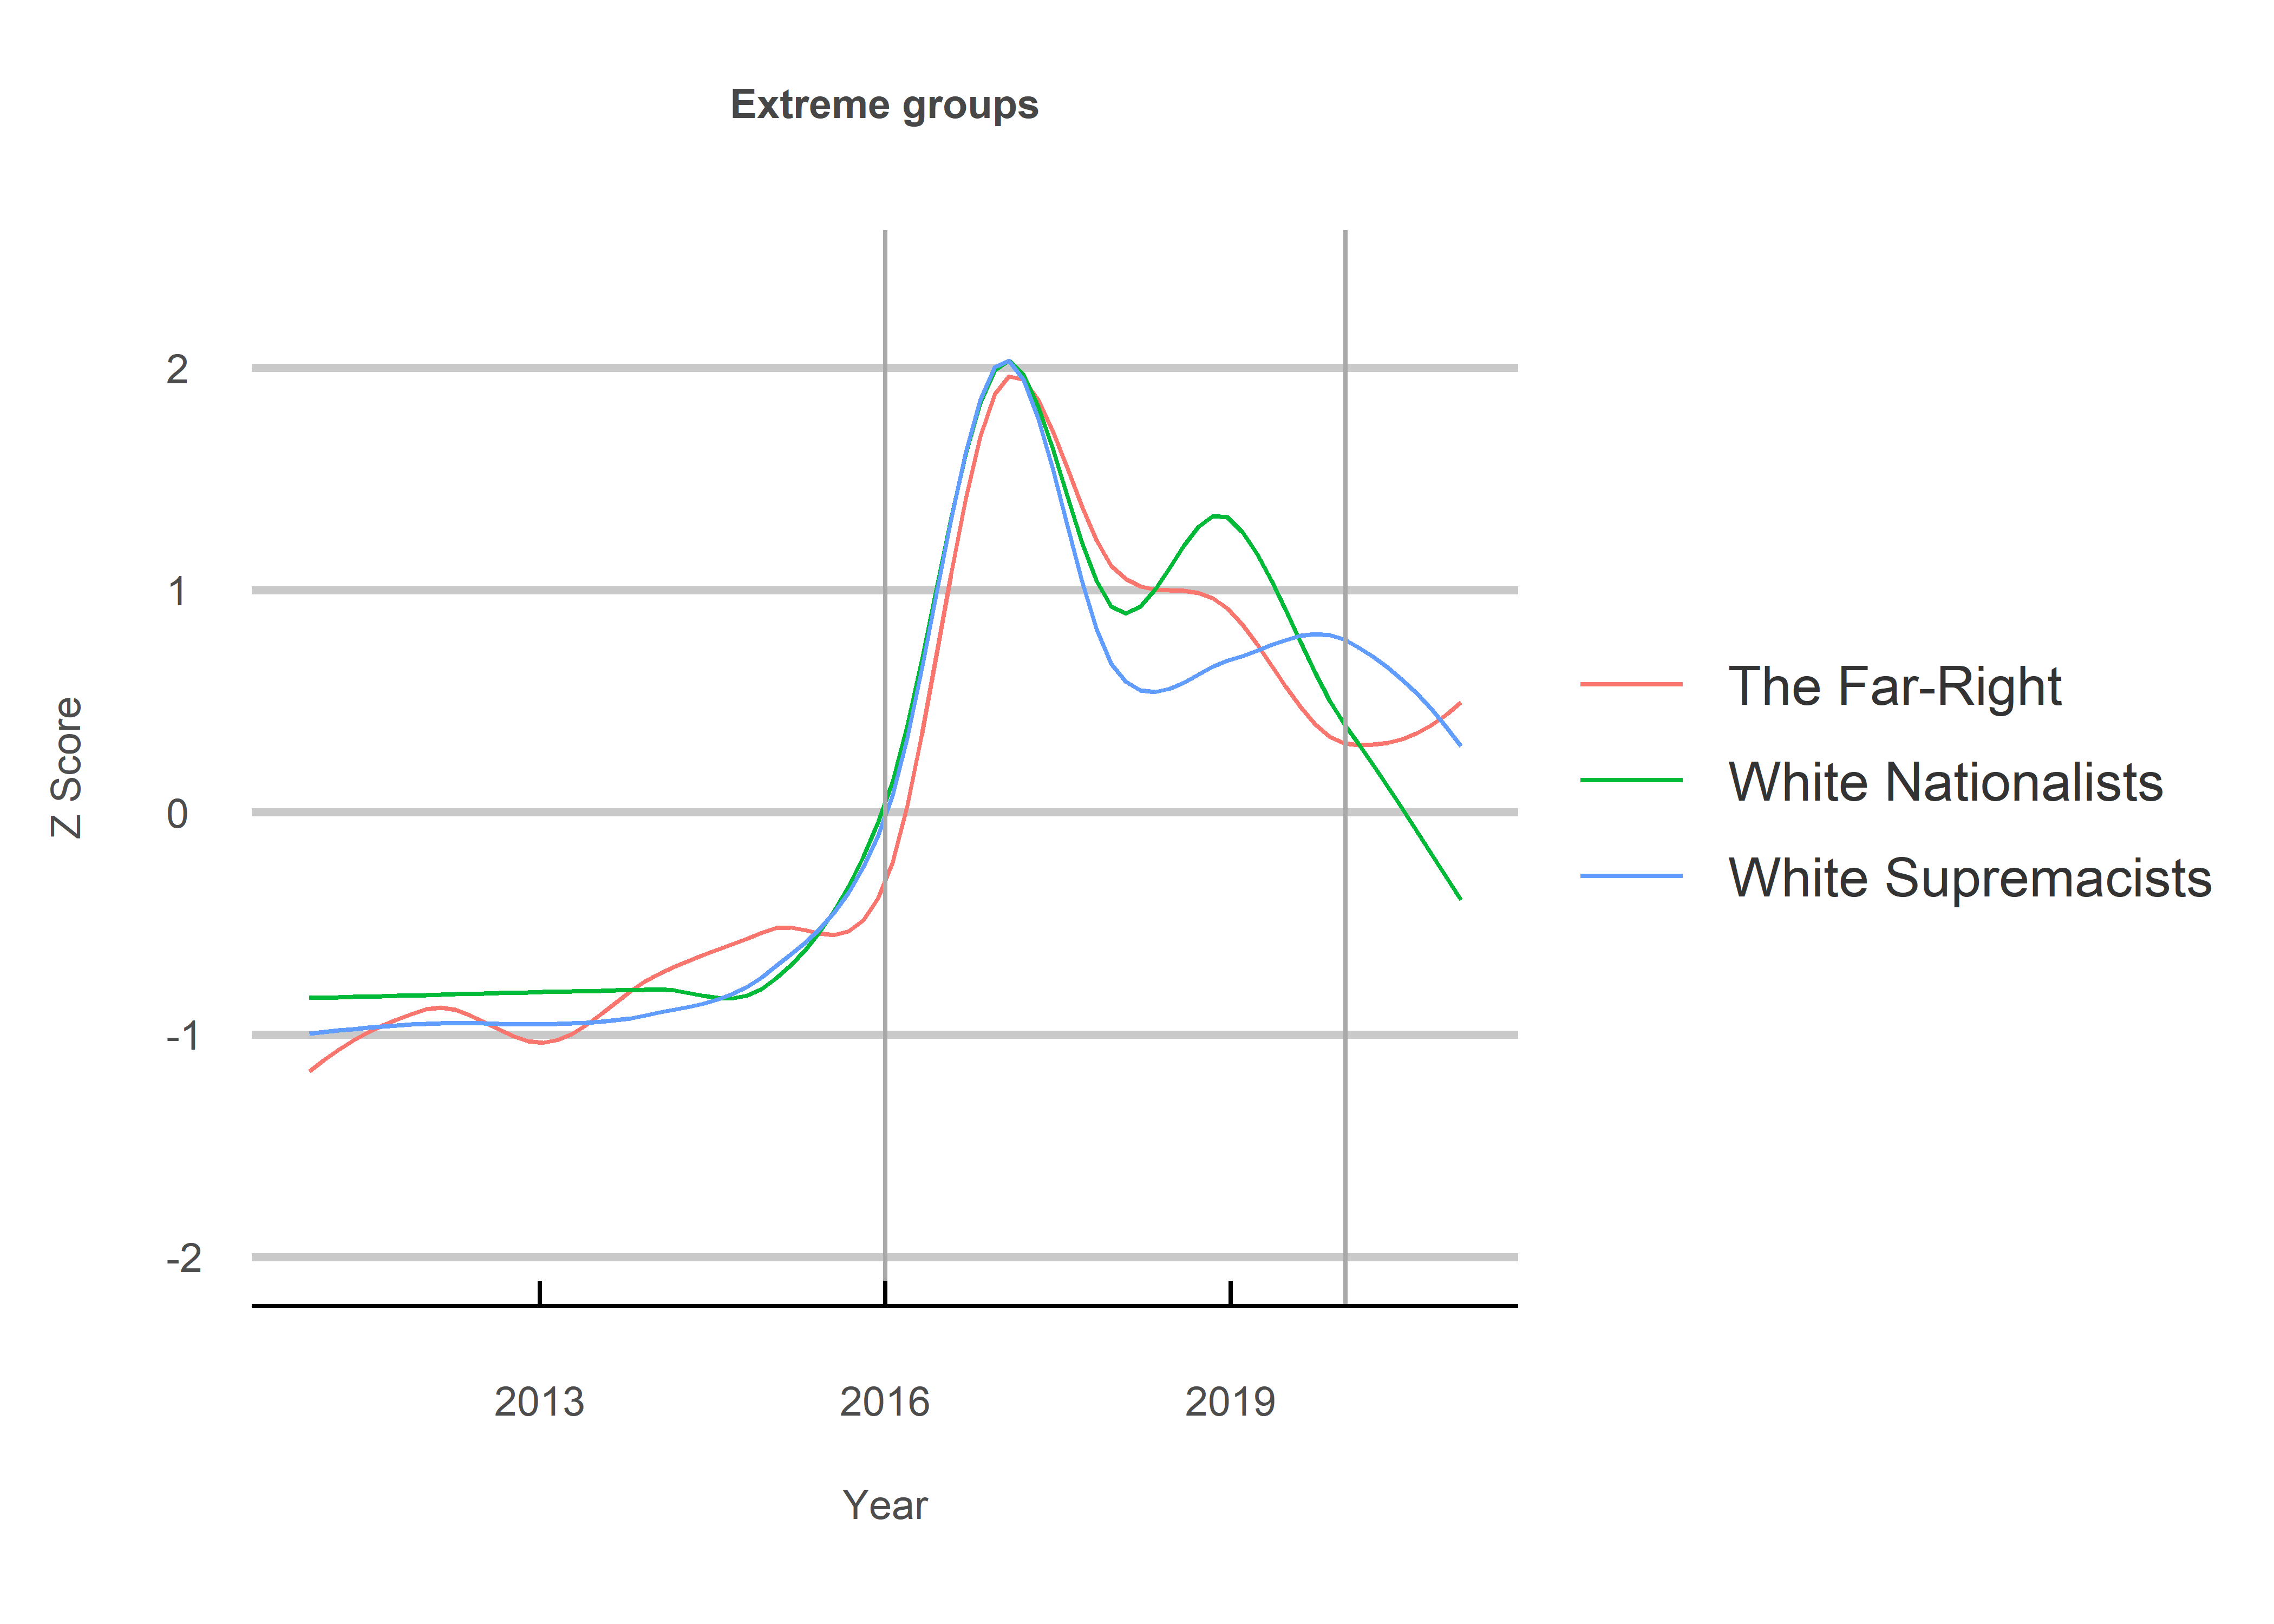 Extreme groups
2
1
0
-1
-2
Z Score
2013
2016
2019
Year
The Far-Right
White Nationalists
White Supremacists